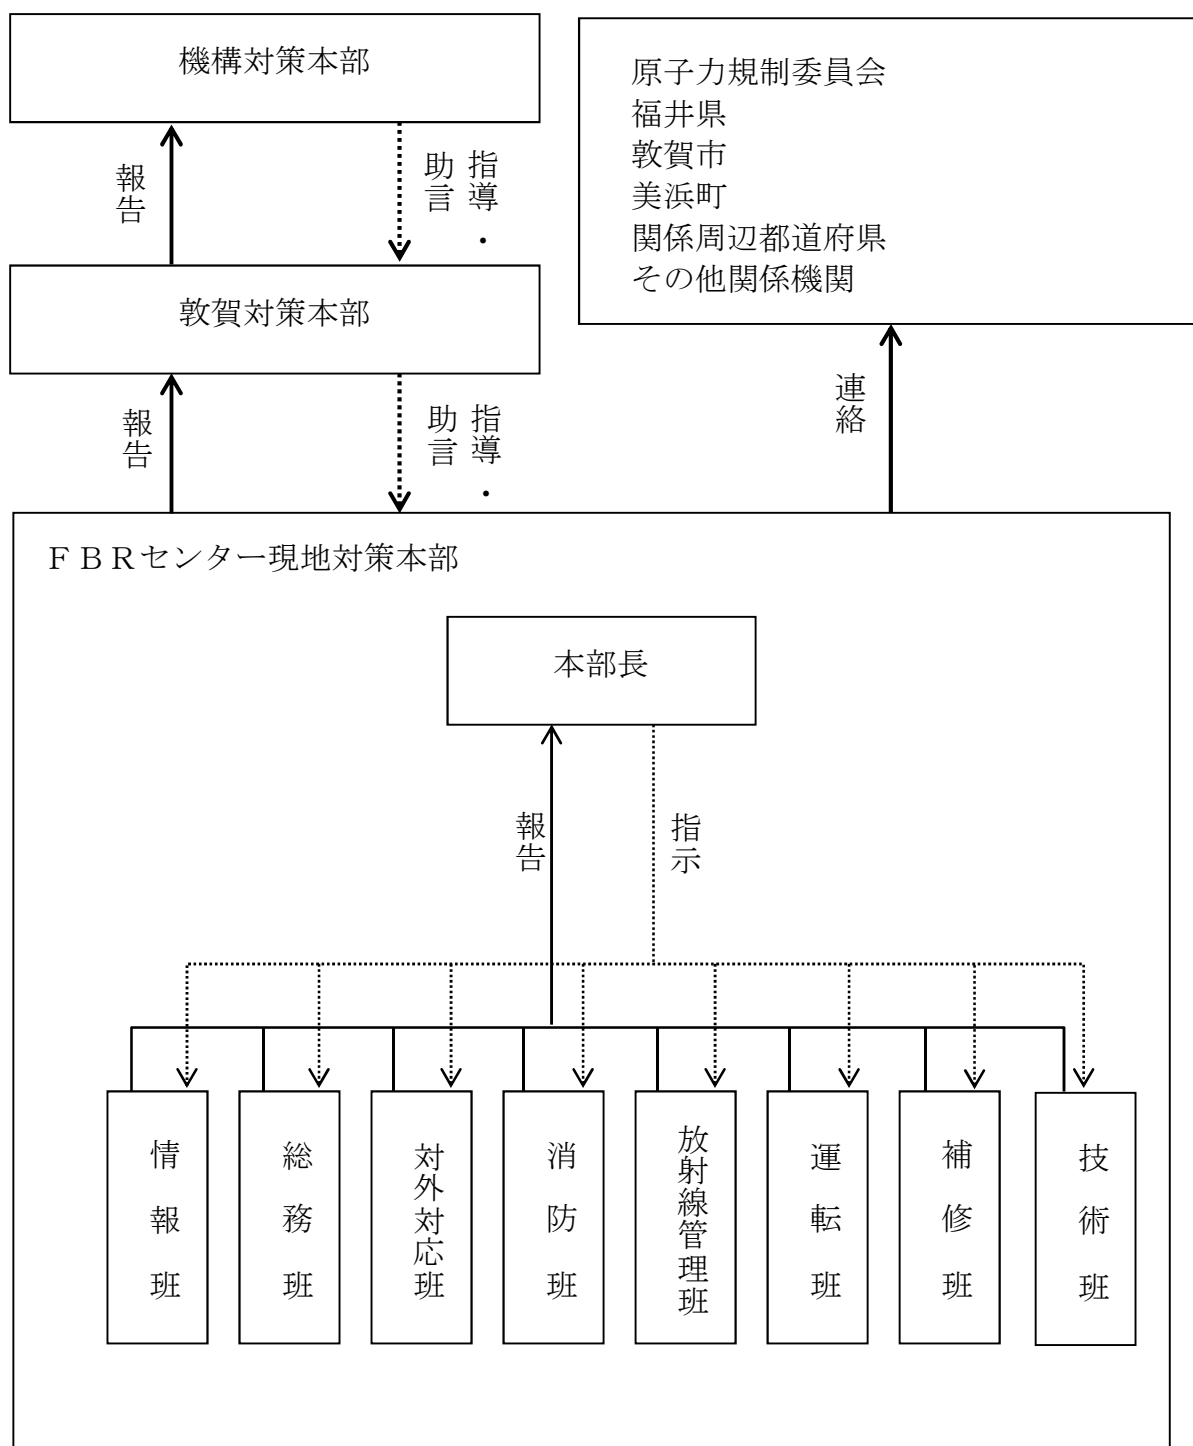 機構対策本部
報告
指導・
助言
敦賀対策本部
報告
指導・
助言
原子力規制委員会
福井県
敦賀市
美浜町
関係周辺都道府県
その他関係機関
連絡
ＦＢＲセンター現地対策本部
本部長
報告
指示
情報班
総務班
対外対応班
消防班
放射線管理班
運転班
補修班
技術班